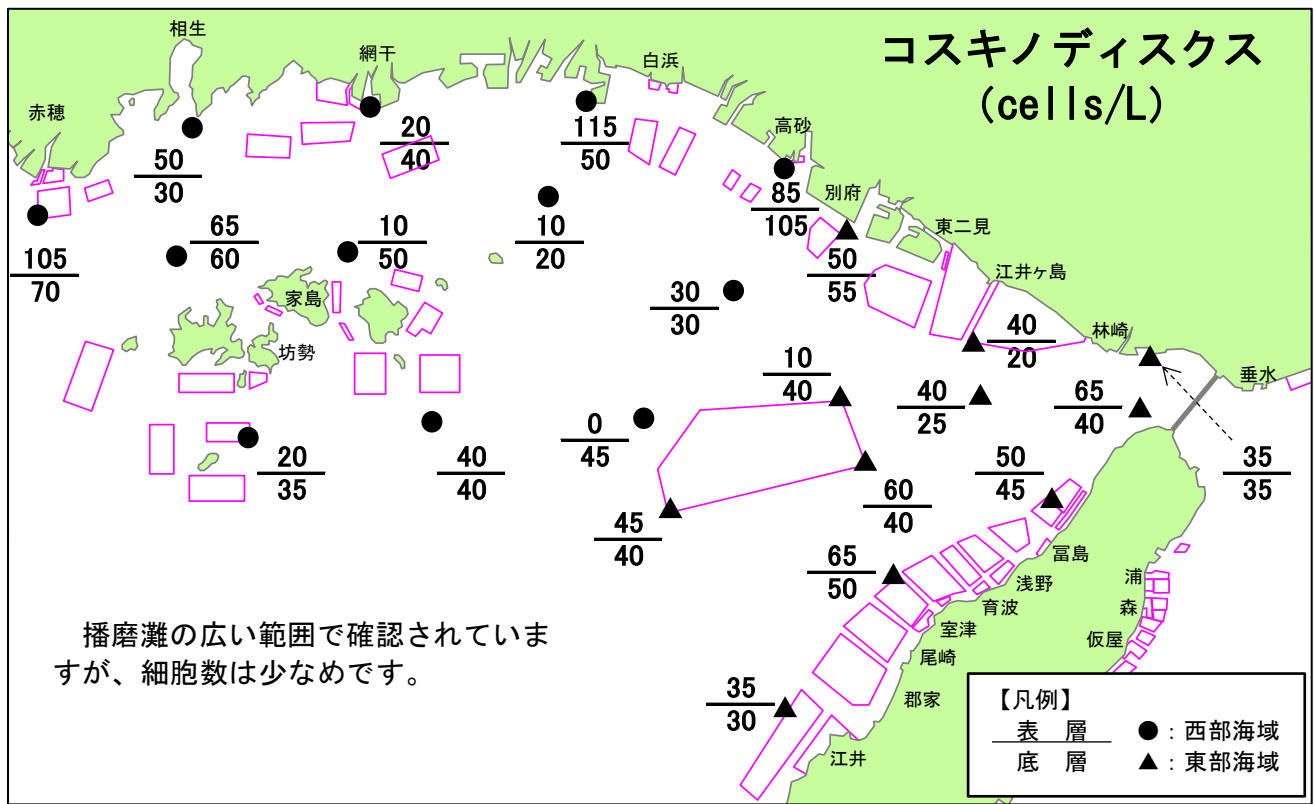 コスキノディスクス
(cells/L)
相生
網干
白浜
赤穂
高砂
別府
東二見
江井ヶ島
林崎
垂水
家島
坊勢
50
30
20
40
115
50
85
105
105
70
65
60
10
50
10
20
50
55
30
30
40
20
10
40
40
25
65
40
35
35
20
35
40
40
0
45
50
45
60
40
45
40
65
50
35
30
富島
浅野
育波
室津
尾崎
郡家
江井
浦
森
仮屋
播磨灘の広い範囲で確認されていま
すが、細胞数は少なめです。
【凡例】
表 層 ●:西部海域
底 層 ▲:東部海域